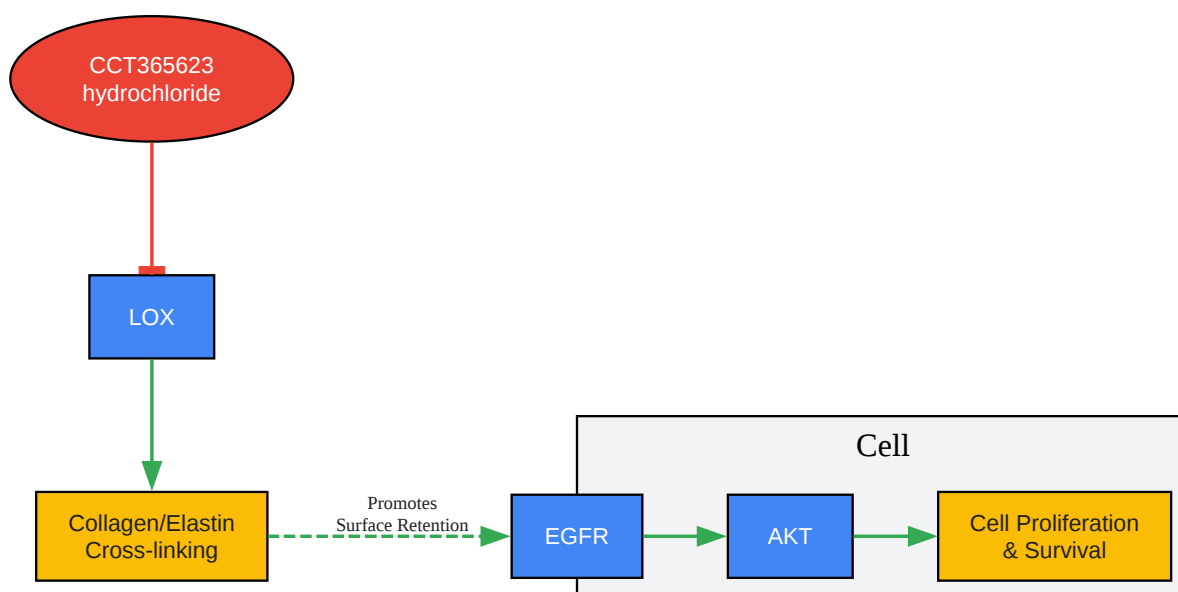 CCT365623
hydrochloride
LOX
Cell
Collagen/Elastin
Cross-linking
Promotes
Surface Retention
EGFR
AKT
Cell Proliferation
& Survival